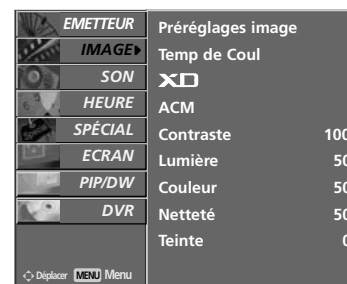 EMETTEUR
IMAGE
SON
HEURE
SPÉCIAL
ECRAN
PIP/DW
DVR
Déplacer MENU Menu
Préréglages image
Temp de Coul
XD
ACM
Contraste 100
Lumière 50
Couleur 50
Netteté 50
Teinte 0